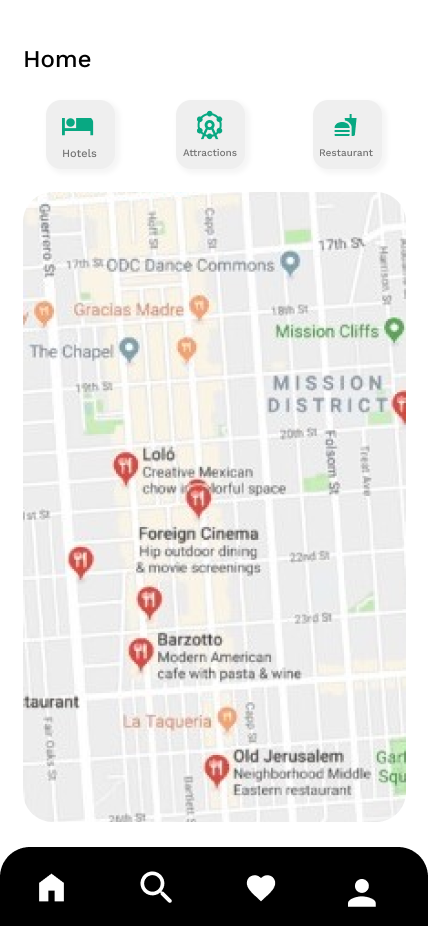 Home
Hotels
Attractions
Restaurant
Guerrero St
Hoff St
Capp St
17th St
Harrison St
17th St
ODC Dance Commons
Gracias Madre
18th St
Mission Cliffs
The Chapel
19th St
MISSION
DISTRICT
20th St
Folsom St
Treat Ave
Loló
Creative Mexican
chow in colorful space
1st St
Foreign Cinema
Hip outdoor dining
& movie screenings
22nd St
23rd St
Barzotto
Modern American
cafe with pasta & wine
taurant
Fair Oaks St
La Taqueria
Capp St
Old Jerusalem
Neighborhood Middle
Eastern restaurant
Garf
Squ
Bartlett St
26th St